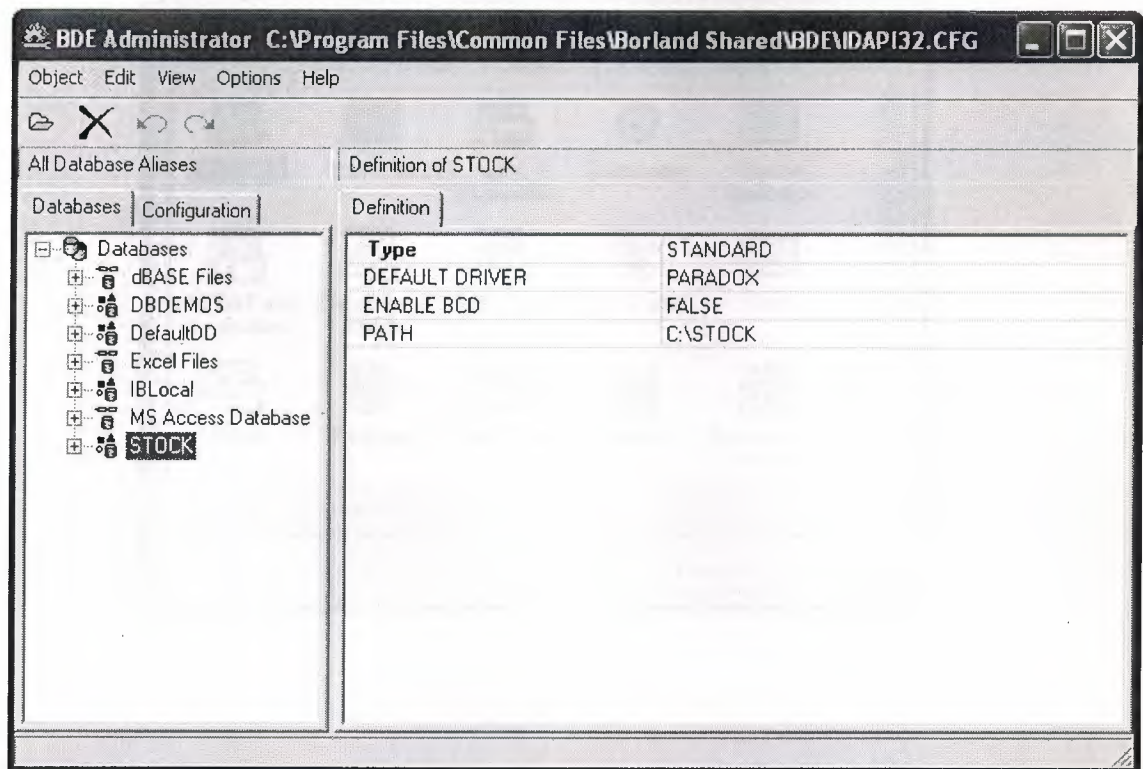 BDE Administrator C:\Program Files\Common Files\Borland Shared\BDE\IDAPI32.CFG
Object Edit View Options Help
All Database Aliases
Definition of STOCK
Databases Configuration
Definition
Databases
dBASE Files
DBDEMOS
DefaultDD
Excel Files
IBLocal
MS Access Database
STOCK
Type STANDARD
DEFAULT DRIVER PARADOX
ENABLE BCD FALSE
PATH C:\STOCK